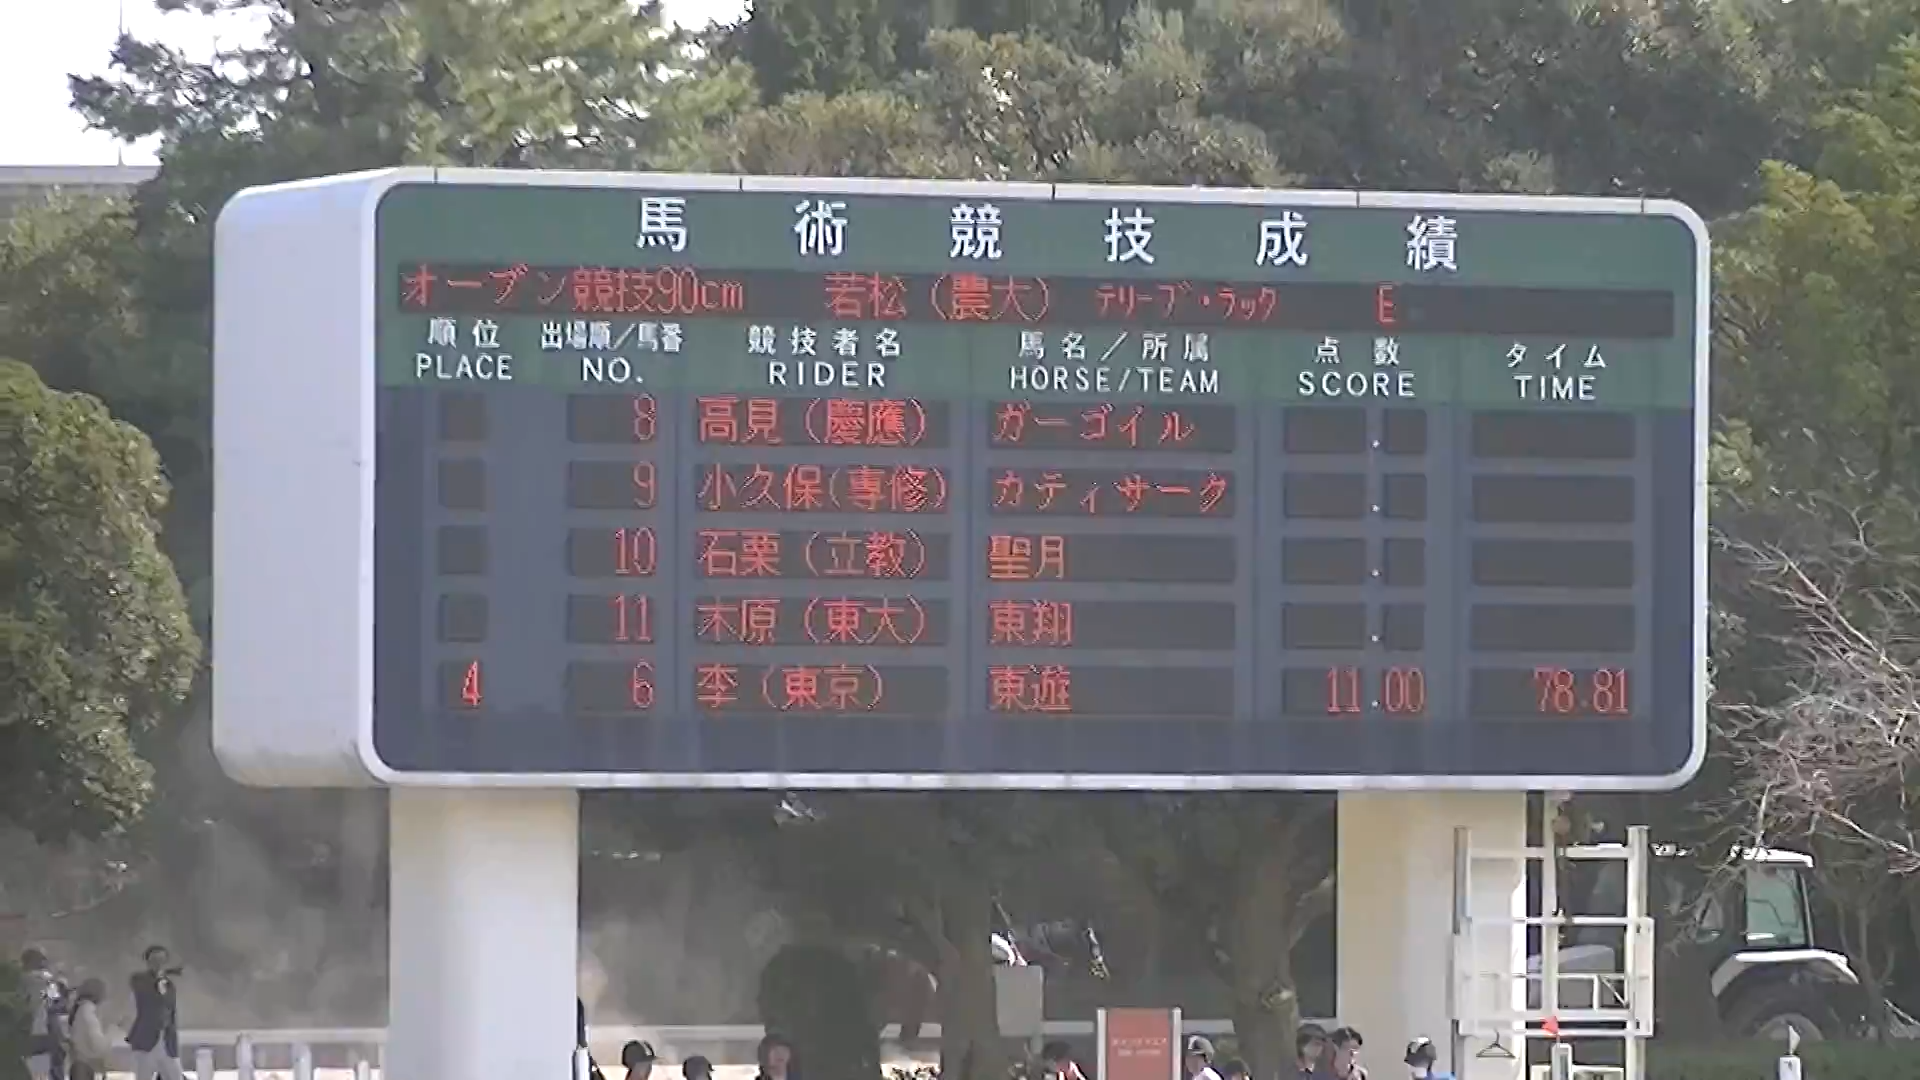 馬術競技成績
オープン競技90cm 若松（農大） テリーブ・ラック E
順位 出場順／馬番 競技者名 馬名／所属 点数 タイム
PLACE NO. RIDER HORSE/TEAM SCORE TIME
8 高見（慶應） ガーゴイル .
9 小久保（専修） カティサーク .
10 石栗（立教） 聖月 .
11 木原（東大） 東翔 .
4 6 李（東京） 東遊 11.00 78.81